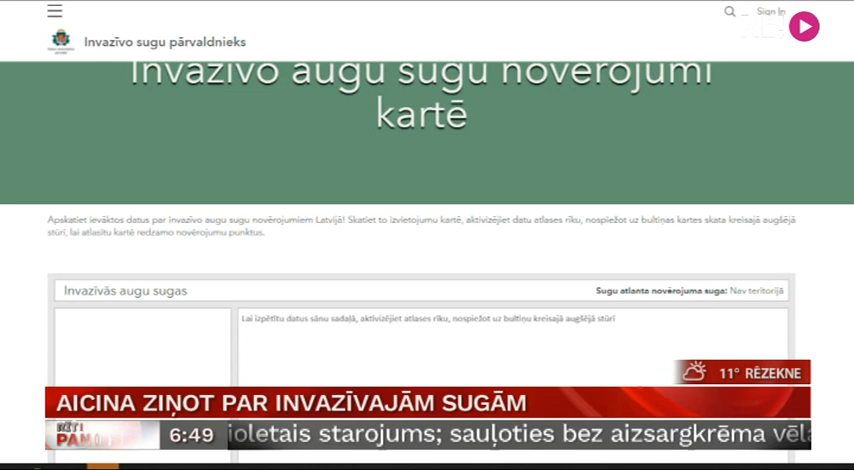 Sign In
Invazīvo sugu pārvaldnieks
Invazīvo augu sugu novērojumi
kartē
Apskatiet ievāktos datus par invazīvo augu sugu novērojumiem Latvijā! Skatiet to izvietojumu kartē, aktivizējiet datu atlases rīku, nospiežot uz bultiņas kartes skata kreisajā augšējā
stūrī, lai atlasītu kartē redzamo novērojumu punktus.
Invazīvās augu sugas
Sugu atlanta novērojuma suga: Nav teritorijā
Lai izpētītu datus sānu sadaļā, aktivizējiet atlases rīku, nospiežot uz bultiņu kreisajā augšējā stūrī
11° RĒZEKNE
AICINA ZIŅOT PAR INVAZĪVAJĀM SUGĀM
6:49 ioletais starojums; sauļoties bez aizsargkrēma vēla